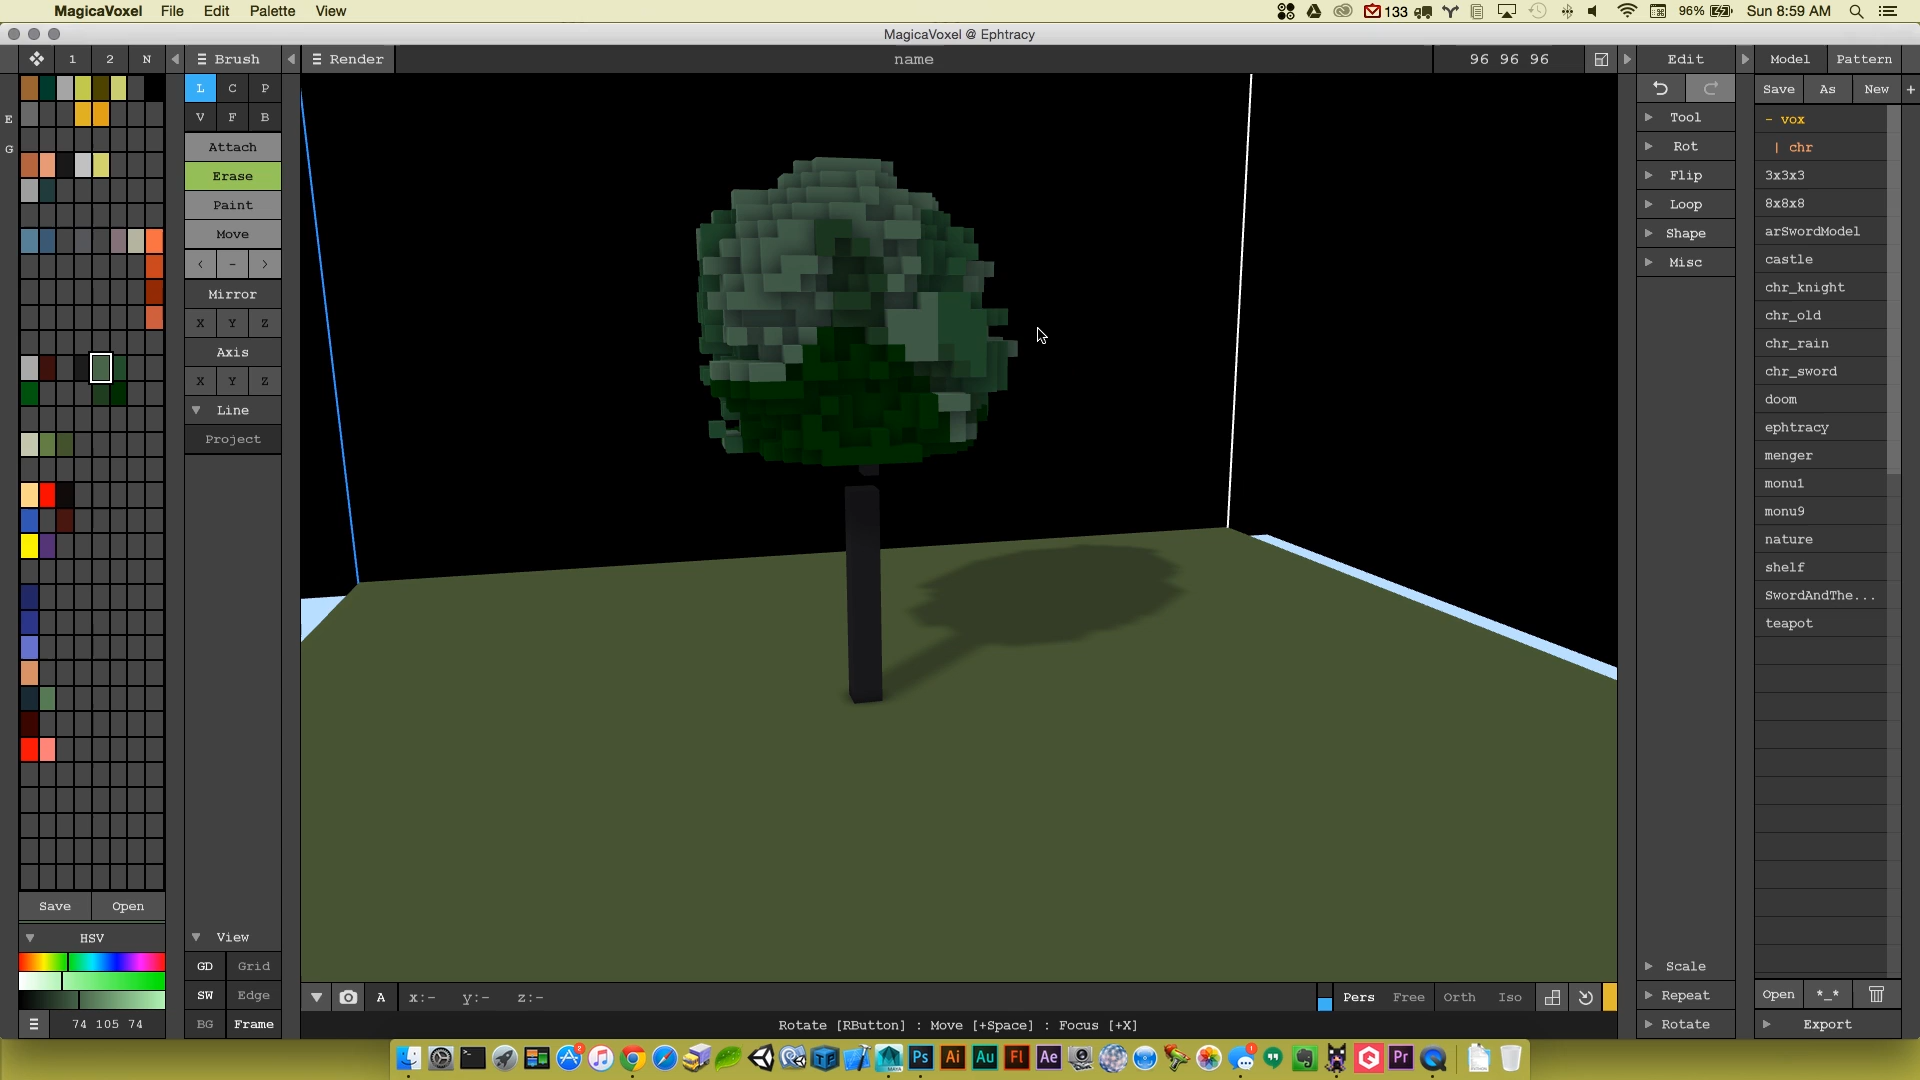 MagicaVoxel File Edit Palette View
133 96% Sun 8:59 AM
MagicaVoxel @ Ephtracy
1 2 N
Brush
Render
name
96 96 96
Edit
Model Pattern
L C P
V F B
E
G
Attach
Erase
Paint
Move
< - >
Mirror
X Y Z
Axis
X Y Z
Line
Project
View
GD Grid
SW Edge
BG Frame
Save Open
HSV
74 105 74
A x:- y:- z:-
Pers Free Orth Iso
Rotate [RButton] : Move [+Space] : Focus [+X]
Tool
Rot
Flip
Loop
Shape
Misc
Scale
Repeat
Rotate
Save As New +
- vox
| chr
3x3x3
8x8x8
arSwordModel
castle
chr_knight
chr_old
chr_rain
chr_sword
doom
ephtracy
menger
monu1
monu9
nature
shelf
SwordAndThe...
teapot
Open *_*
Export
TP Ps Ai Au Fl Ae Pr